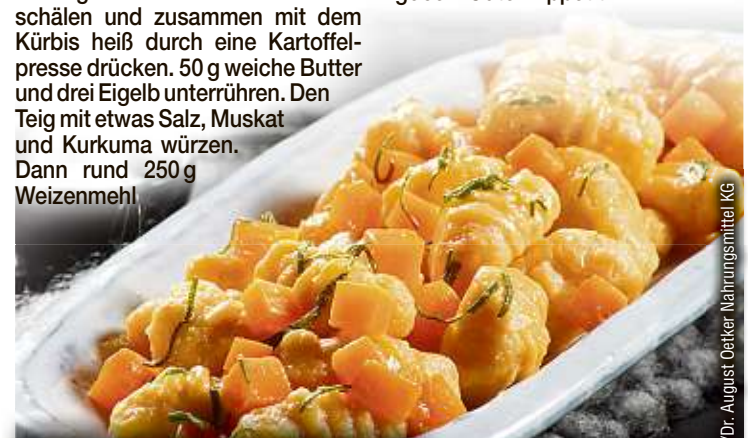 schälen und zusammen mit dem
Kürbis heiß durch eine Kartoffel-
presse drücken. 50 g weiche Butter
und drei Eigelb unterrühren. Den
Teig mit etwas Salz, Muskat
und Kurkuma würzen.
Dann rund 250 g
Weizenmehl
/Dr. August Oetker Nahrungsmittel KG